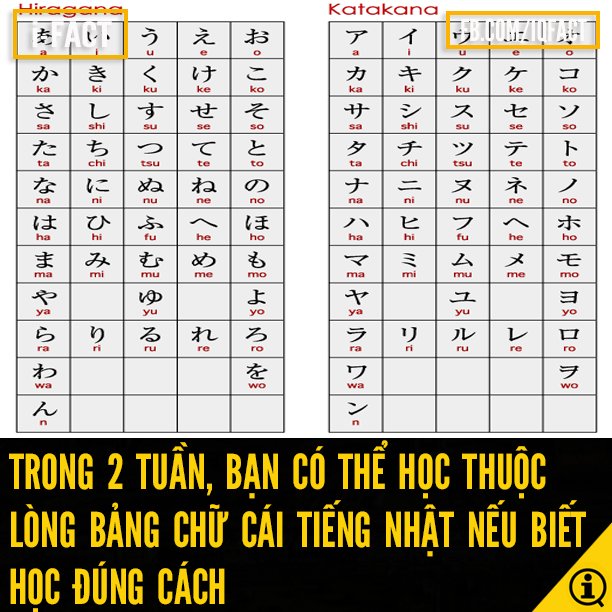 Hiragana Katakana
I-FACT FB.COM/IQFACT
あ い う え お ア イ ウ エ オ
a i u e o a i u e o
か き く け こ カ キ ク ケ コ
ka ki ku ke ko ka ki ku ke ko
さ し す せ そ サ シ ス セ ソ
sa shi su se so sa shi su se so
た ち つ て と タ チ ツ テ ト
ta chi tsu te to ta chi tsu te to
な に ぬ ね の ナ ニ ヌ ネ ノ
na ni nu ne no na ni nu ne no
は ひ ふ へ ほ ハ ヒ フ ヘ ホ
ha hi fu he ho ha hi fu he ho
ま み む め も マ ミ ム メ モ
ma mi mu me mo ma mi mu me mo
や ゆ よ ヤ ユ ヨ
ya yu yo ya yu yo
ら り る れ ろ ラ リ ル レ ロ
ra ri ru re ro ra ri ru re ro
わ を ワ ヲ
wa wo wa wo
ん ン
n n
TRONG 2 TUẦN, BẠN CÓ THỂ HỌC THUỘC
LÒNG BẢNG CHỮ CÁI TIẾNG NHẬT NẾU BIẾT
HỌC ĐÚNG CÁCH